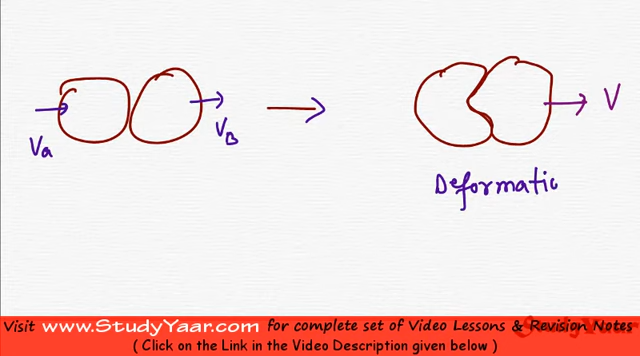 Va
VB
V
Deformatic
StudyYaar
Visit www.StudyYaar.com for complete set of Video Lessons & Revision Notes
( Click on the Link in the Video Description given below )